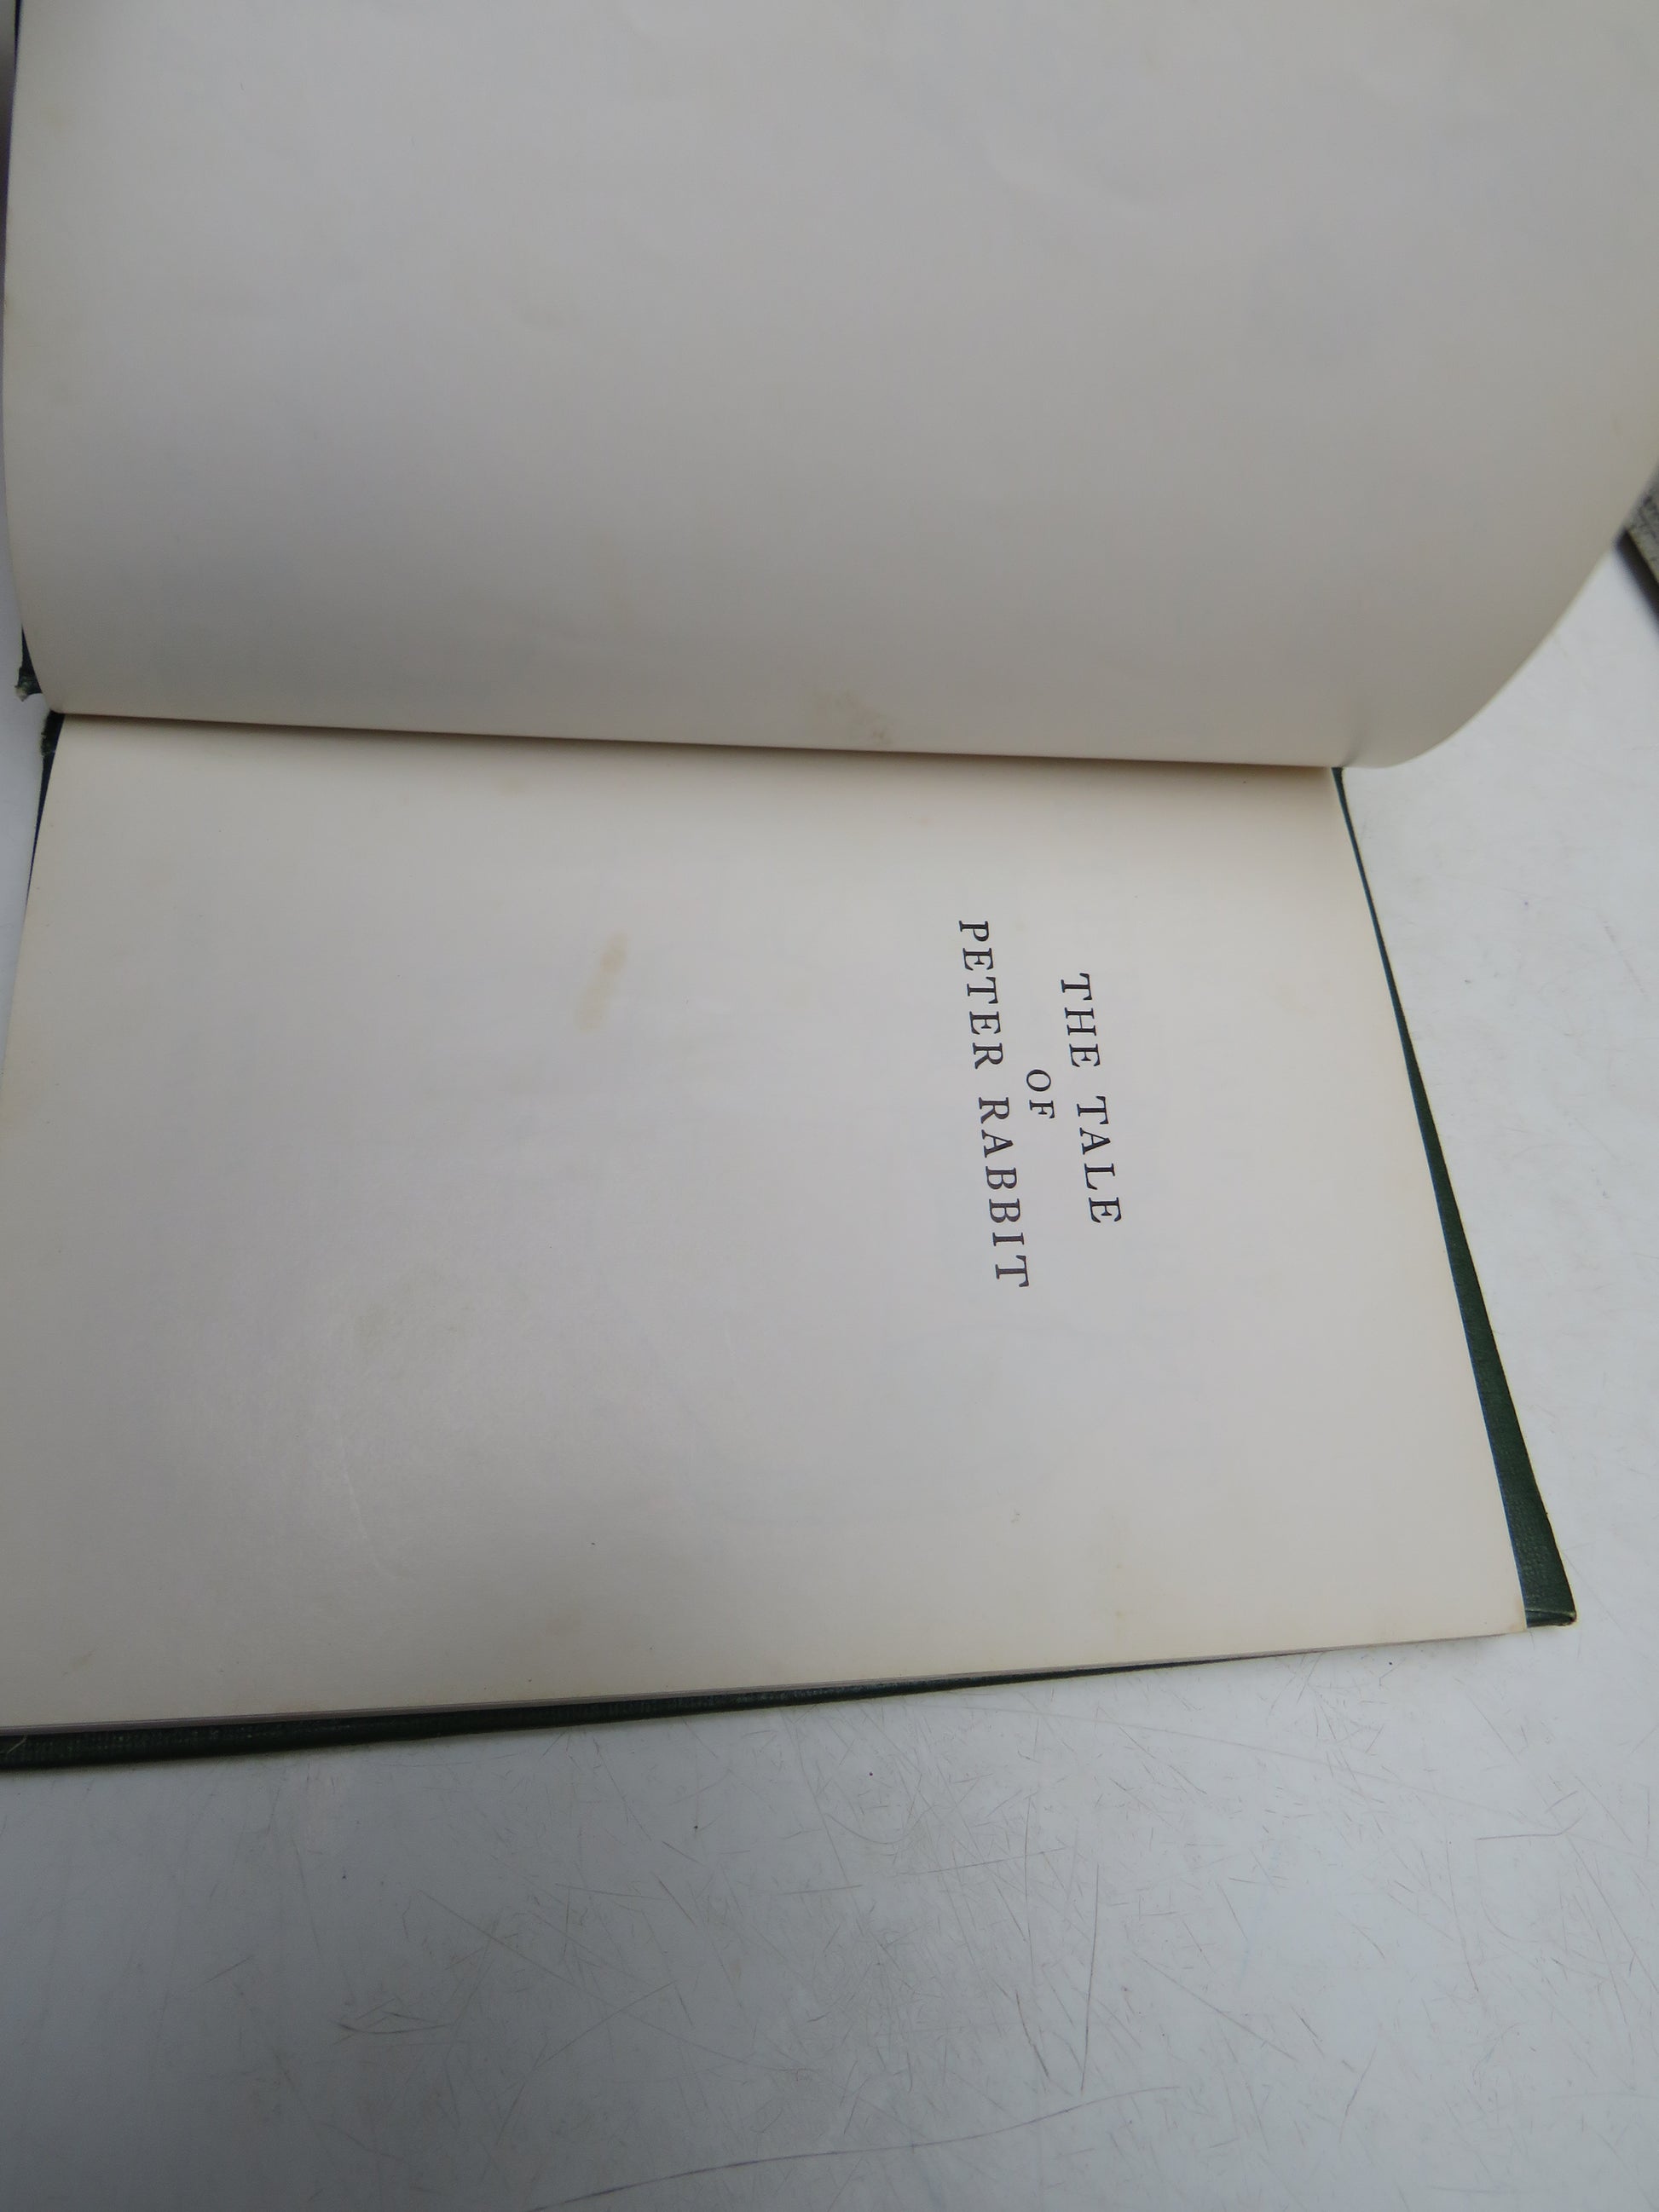 THE TALE
OF
PETER RABBIT